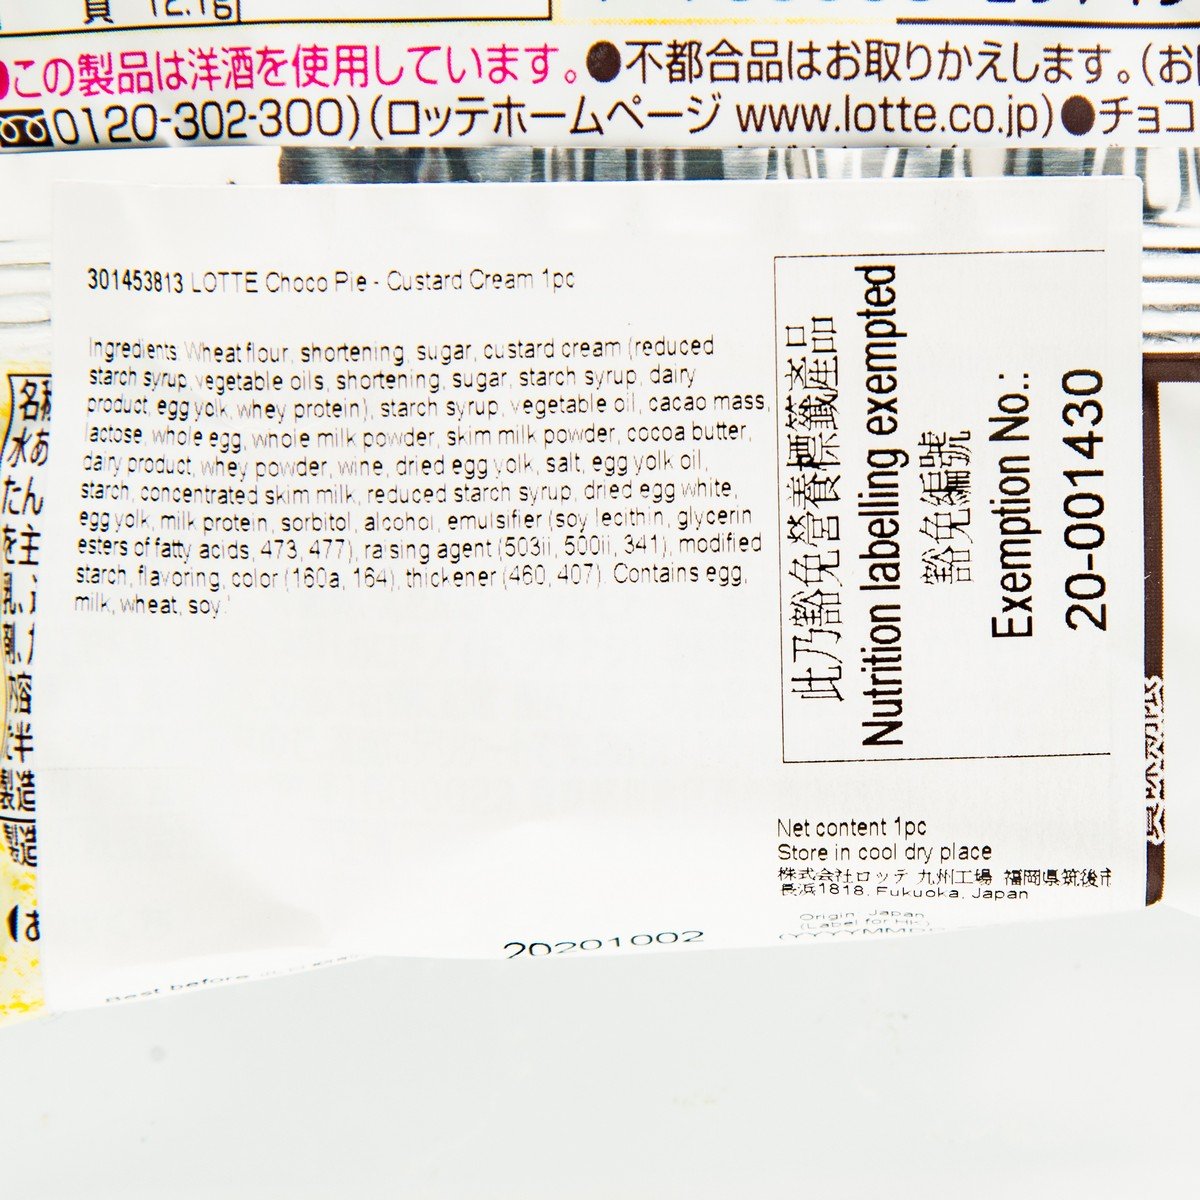 12.1g
●この製品は洋酒を使用しています。●不都合品はお取りかえします。(お
0120-302-300)(ロッテホームページ www.lotte.co.jp)●チョコ
301453813 LOTTE Choco Pie - Custard Cream 1pc
Ingredients: Wheat flour, shortening, sugar, custard cream (reduced
starch syrup, vegetable oils, shortening, sugar, starch syrup, dairy
product, egg yolk, whey protein), starch syrup, vegetable oil, cacao mass,
lactose, whole egg, whole milk powder, skim milk powder, cocoa butter,
dairy product, whey powder, wine, dried egg yolk, salt, egg yolk oil,
starch, concentrated skim milk, reduced starch syrup, dried egg white,
egg yolk, milk protein, sorbitol, alcohol, emulsifier (soy lecithin, glycerin
esters of fatty acids, 473, 477), raising agent (503ii, 500ii, 341), modified
starch, flavoring, color (160a, 164), thickener (460, 407). Contains egg,
milk, wheat, soy.
此乃豁免營養標籤產品
Nutrition labelling exempted
豁免編號
Exemption No.:
20-001430
Net content 1pc
Store in cool dry place
株式会社ロッテ 九州工場 福岡県筑後市
長浜1818, Fukuoka, Japan
Origin: Japan
(Label for HK)
Best before
20201002
(YYYYMMDD